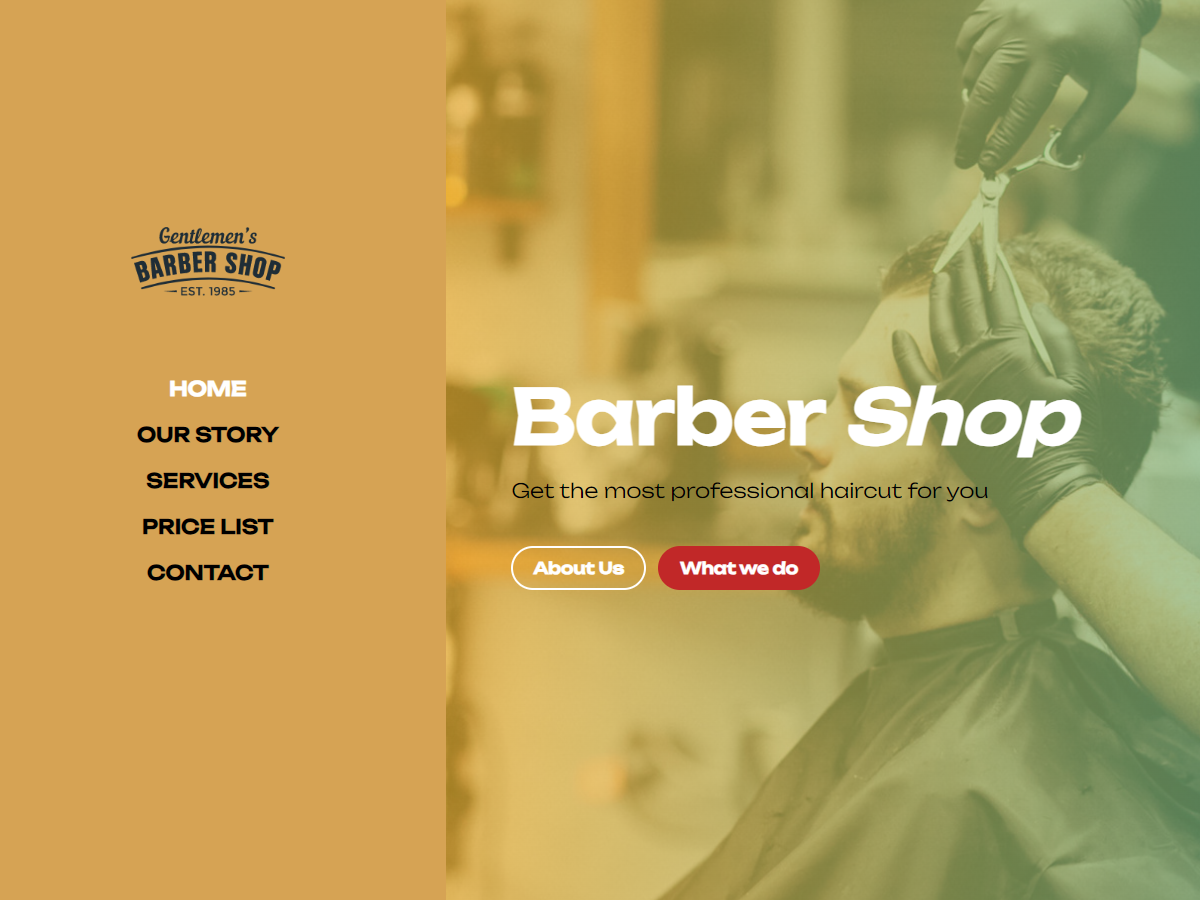 Gentlemen's
BARBER SHOP
EST. 1985
HOME
OUR STORY
SERVICES
PRICE LIST
CONTACT
Barber Shop
Get the most professional haircut for you
About Us
What we do